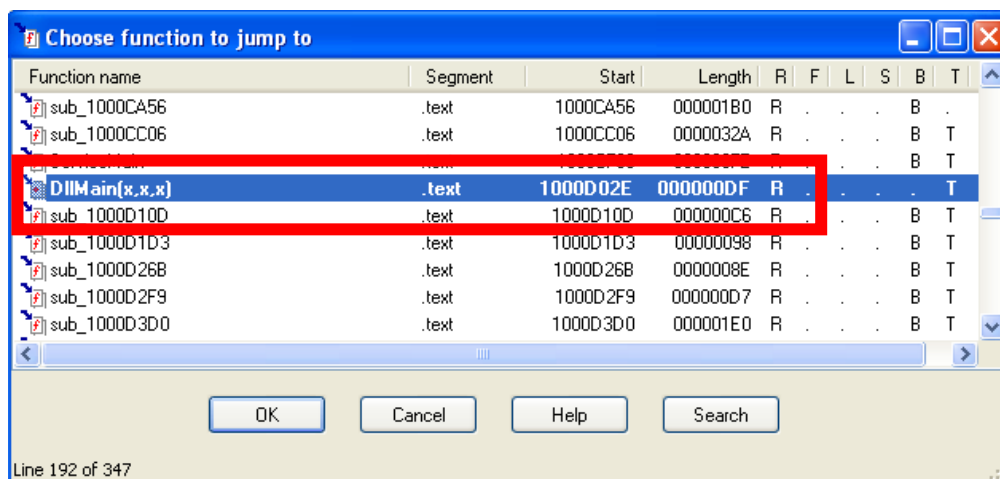 Choose function to jump to
Function name Segment Start Length R F L S B T
sub_1000CA56 .text 1000CA56 000001B0 R . . . B .
sub_1000CC06 .text 1000CC06 0000032A R . . . B T
B T
DllMain(x,x,x) .text 1000D02E 000000DF R . . . . T
sub_1000D10D .text 1000D10D 000000C6 R . . . B T
sub_1000D1D3 .text 1000D1D3 00000098 R . . . B T
sub_1000D26B .text 1000D26B 0000008E R . . . B T
sub_1000D2F9 .text 1000D2F9 000000D7 R . . . B T
sub_1000D3D0 .text 1000D3D0 000001E0 R . . . B T
OK Cancel Help Search
Line 192 of 347